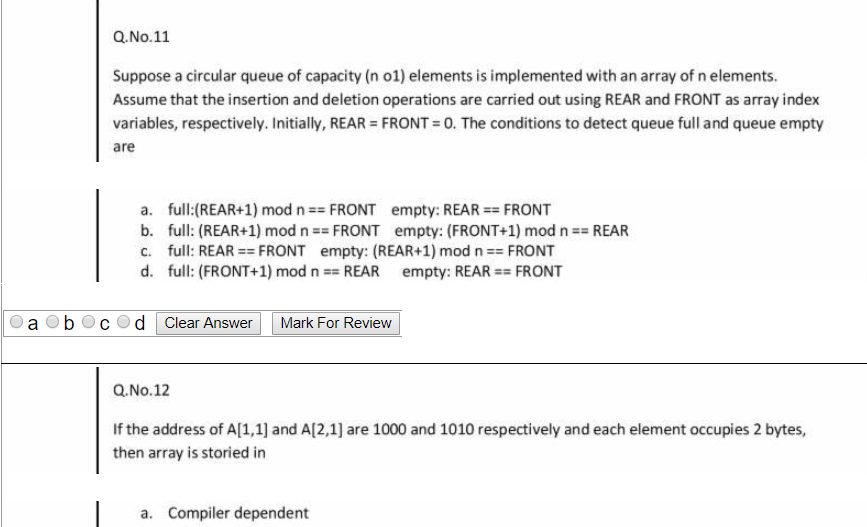 Q.No.11
Suppose a circular queue of capacity (n o1) elements is implemented with an array of n elements.
Assume that the insertion and deletion operations are carried out using REAR and FRONT as array index
variables, respectively. Initially, REAR = FRONT = 0. The conditions to detect queue full and queue empty
are
a. full:(REAR+1) mod n == FRONT empty: REAR == FRONT
b. full: (REAR+1) mod n == FRONT empty: (FRONT+1) mod n == REAR
c. full: REAR == FRONT empty: (REAR+1) mod n == FRONT
d. full: (FRONT+1) mod n == REAR empty: REAR == FRONT
a b c d Clear Answer Mark For Review
Q.No.12
If the address of A[1,1] and A[2,1] are 1000 and 1010 respectively and each element occupies 2 bytes,
then array is storied in
a. Compiler dependent